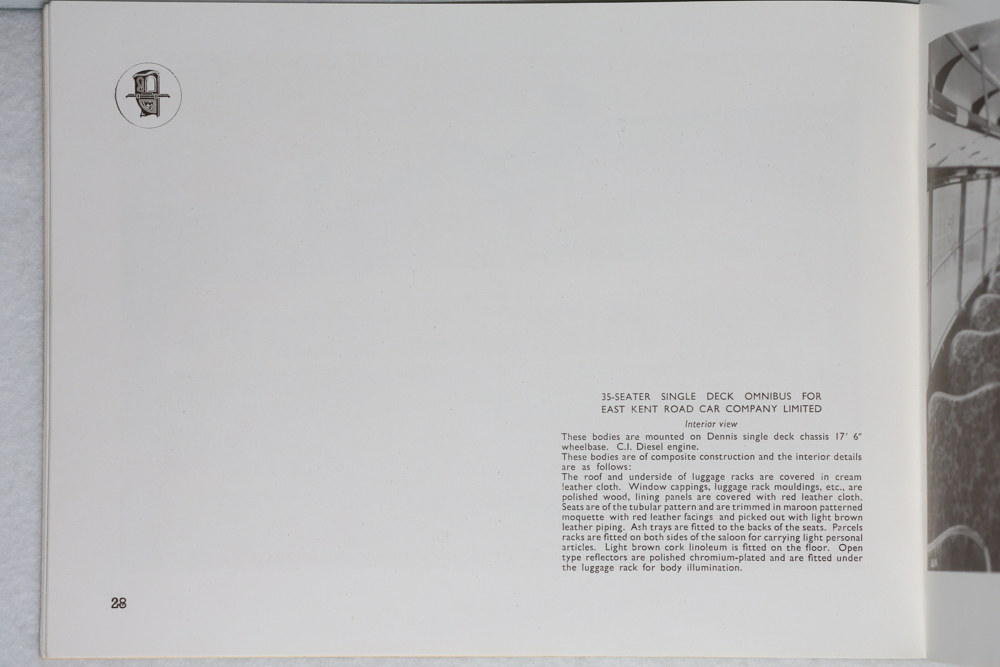 35-SEATER SINGLE DECK OMNIBUS FOR
EAST KENT ROAD CAR COMPANY LIMITED
Interior view
These bodies are mounted on Dennis single deck chassis 17' 6"
wheelbase. C.I. Diesel engine.
These bodies are of composite construction and the interior details
are as follows:
The roof and underside of luggage racks are covered in cream
leather cloth. Window cappings, luggage rack mouldings, etc., are
polished wood, lining panels are covered with red leather cloth.
Seats are of the tubular pattern and are trimmed in maroon patterned
moquette with red leather facings and picked out with light brown
leather piping. Ash trays are fitted to the backs of the seats. Parcels
racks are fitted on both sides of the saloon for carrying light personal
articles. Light brown cork linoleum is fitted on the floor. Open
type reflectors are polished chromium-plated and are fitted under
the luggage rack for body illumination.
28